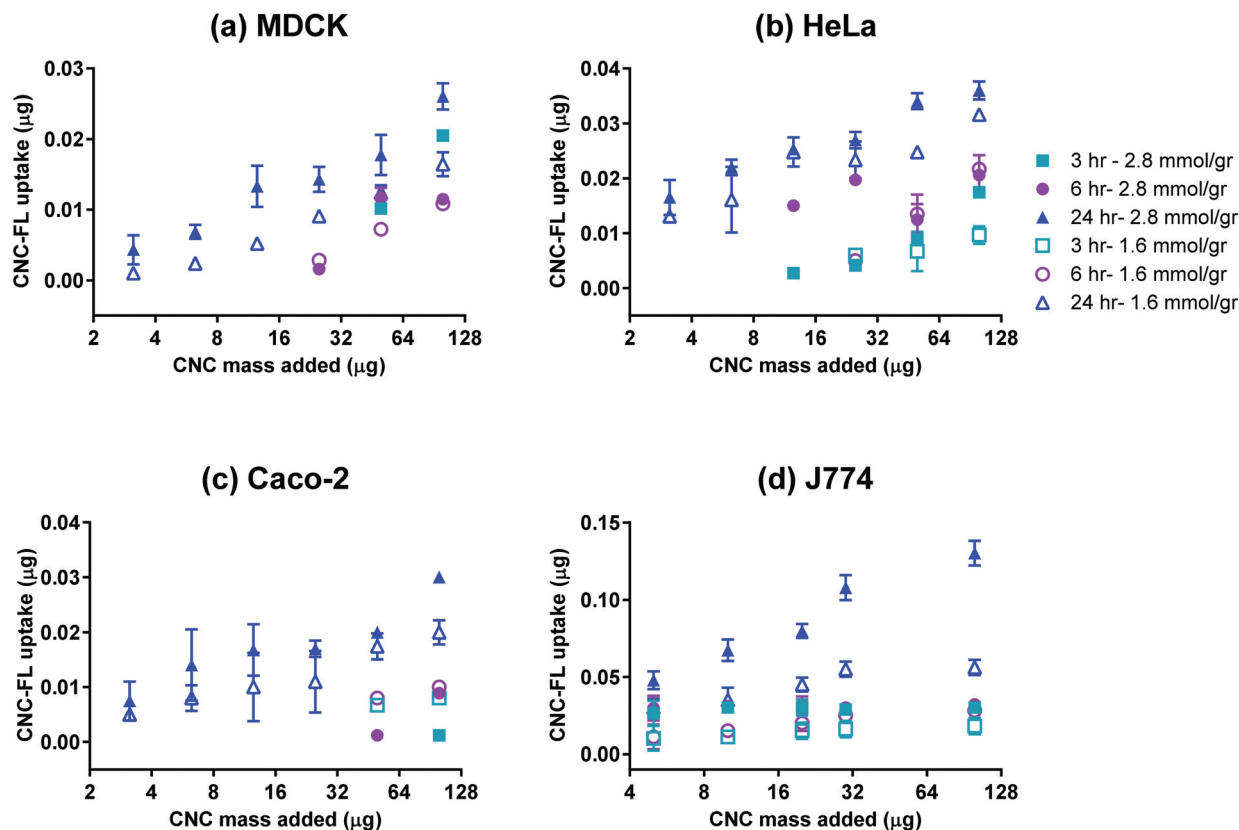 (a) MDCK
CNC-FL uptake (μg)
0.03
0.02
0.01
0.00
2 4 8 16 32 64 128
CNC mass added (μg)
(b) HeLa
CNC-FL uptake (μg)
0.04
0.03
0.02
0.01
0.00
2 4 8 16 32 64 128
CNC mass added (μg)
3 hr - 2.8 mmol/gr
6 hr- 2.8 mmol/gr
24 hr- 2.8 mmol/gr
3 hr- 1.6 mmol/gr
6 hr- 1.6 mmol/gr
24 hr- 1.6 mmol/gr
(c) Caco-2
CNC-FL uptake (μg)
0.04
0.03
0.02
0.01
0.00
2 4 8 16 32 64 128
CNC mass added (μg)
(d) J774
CNC-FL uptake (μg)
0.15
0.10
0.05
0.00
4 8 16 32 64 128
CNC mass added (μg)